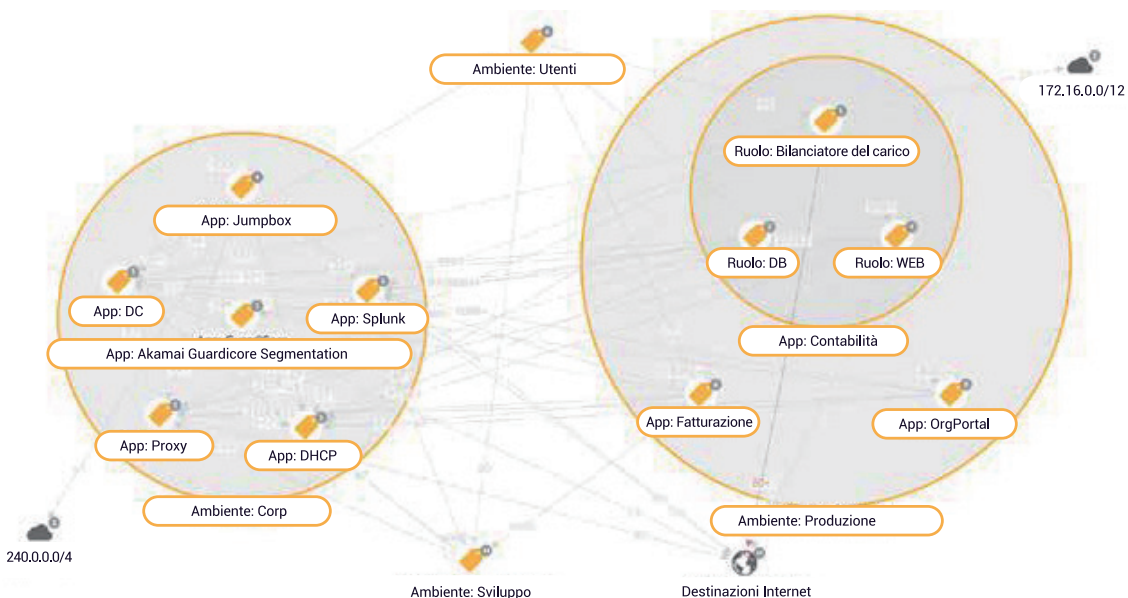 Ambiente: Utenti
172.16.0.0/12
Ruolo: Bilanciatore del carico
App: Jumpbox
Ruolo: DB
Ruolo: WEB
App: DC
App: Splunk
App: Akamai Guardicore Segmentation
App: Contabilità
App: Fatturazione
App: OrgPortal
App: Proxy
App: DHCP
Ambiente: Corp
Ambiente: Produzione
240.0.0.0/4
Ambiente: Sviluppo
Destinazioni Internet